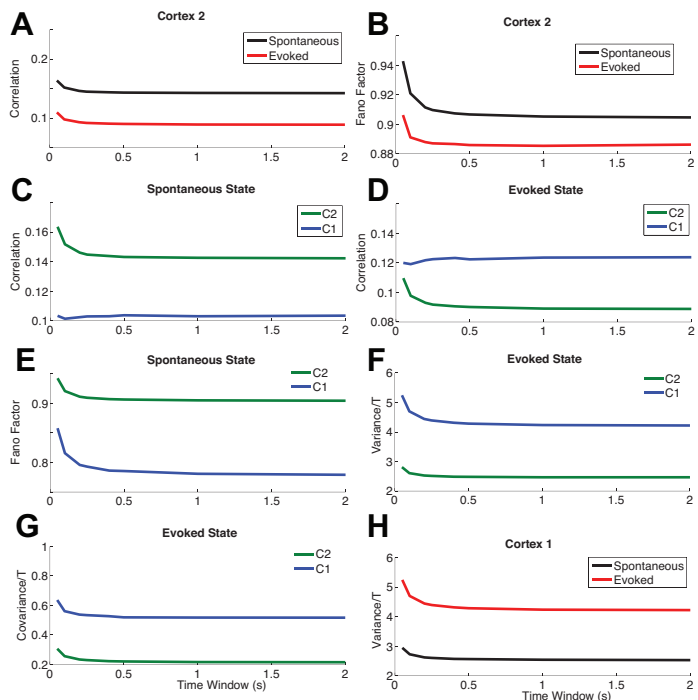 A
Cortex 2
Correlation
0.2
0.1
0
0.5
1
1.5
2
Spontaneous
Evoked
B
Cortex 2
Fano Factor
0.94
0.92
0.9
0.88
0
0.5
1
1.5
2
Spontaneous
Evoked
C
Spontaneous State
Correlation
0.16
0.14
0.12
0.1
0
0.5
1
1.5
2
C2
C1
D
Evoked State
Correlation
0.16
0.14
0.120
0.1
0.08
0
0.5
1
1.5
2
C2
C1
E
Spontaneous State
Fano Factor
0.9
0.8
0
0.5
1
1.5
2
C2
C1
F
Evoked State
Variance/T
6
5
4
3
2
0
0.5
1
1.5
2
C2
C1
G
Evoked State
Covariance/T
1
0.8
0.6
0.4
0.2
0
0.5
1
1.5
2
Time Window (s)
C2
C1
H
Cortex 1
Variance/T
6
5
4
3
2
0
0.5
1
1.5
2
Time Window (s)
Spontaneous
Evoked